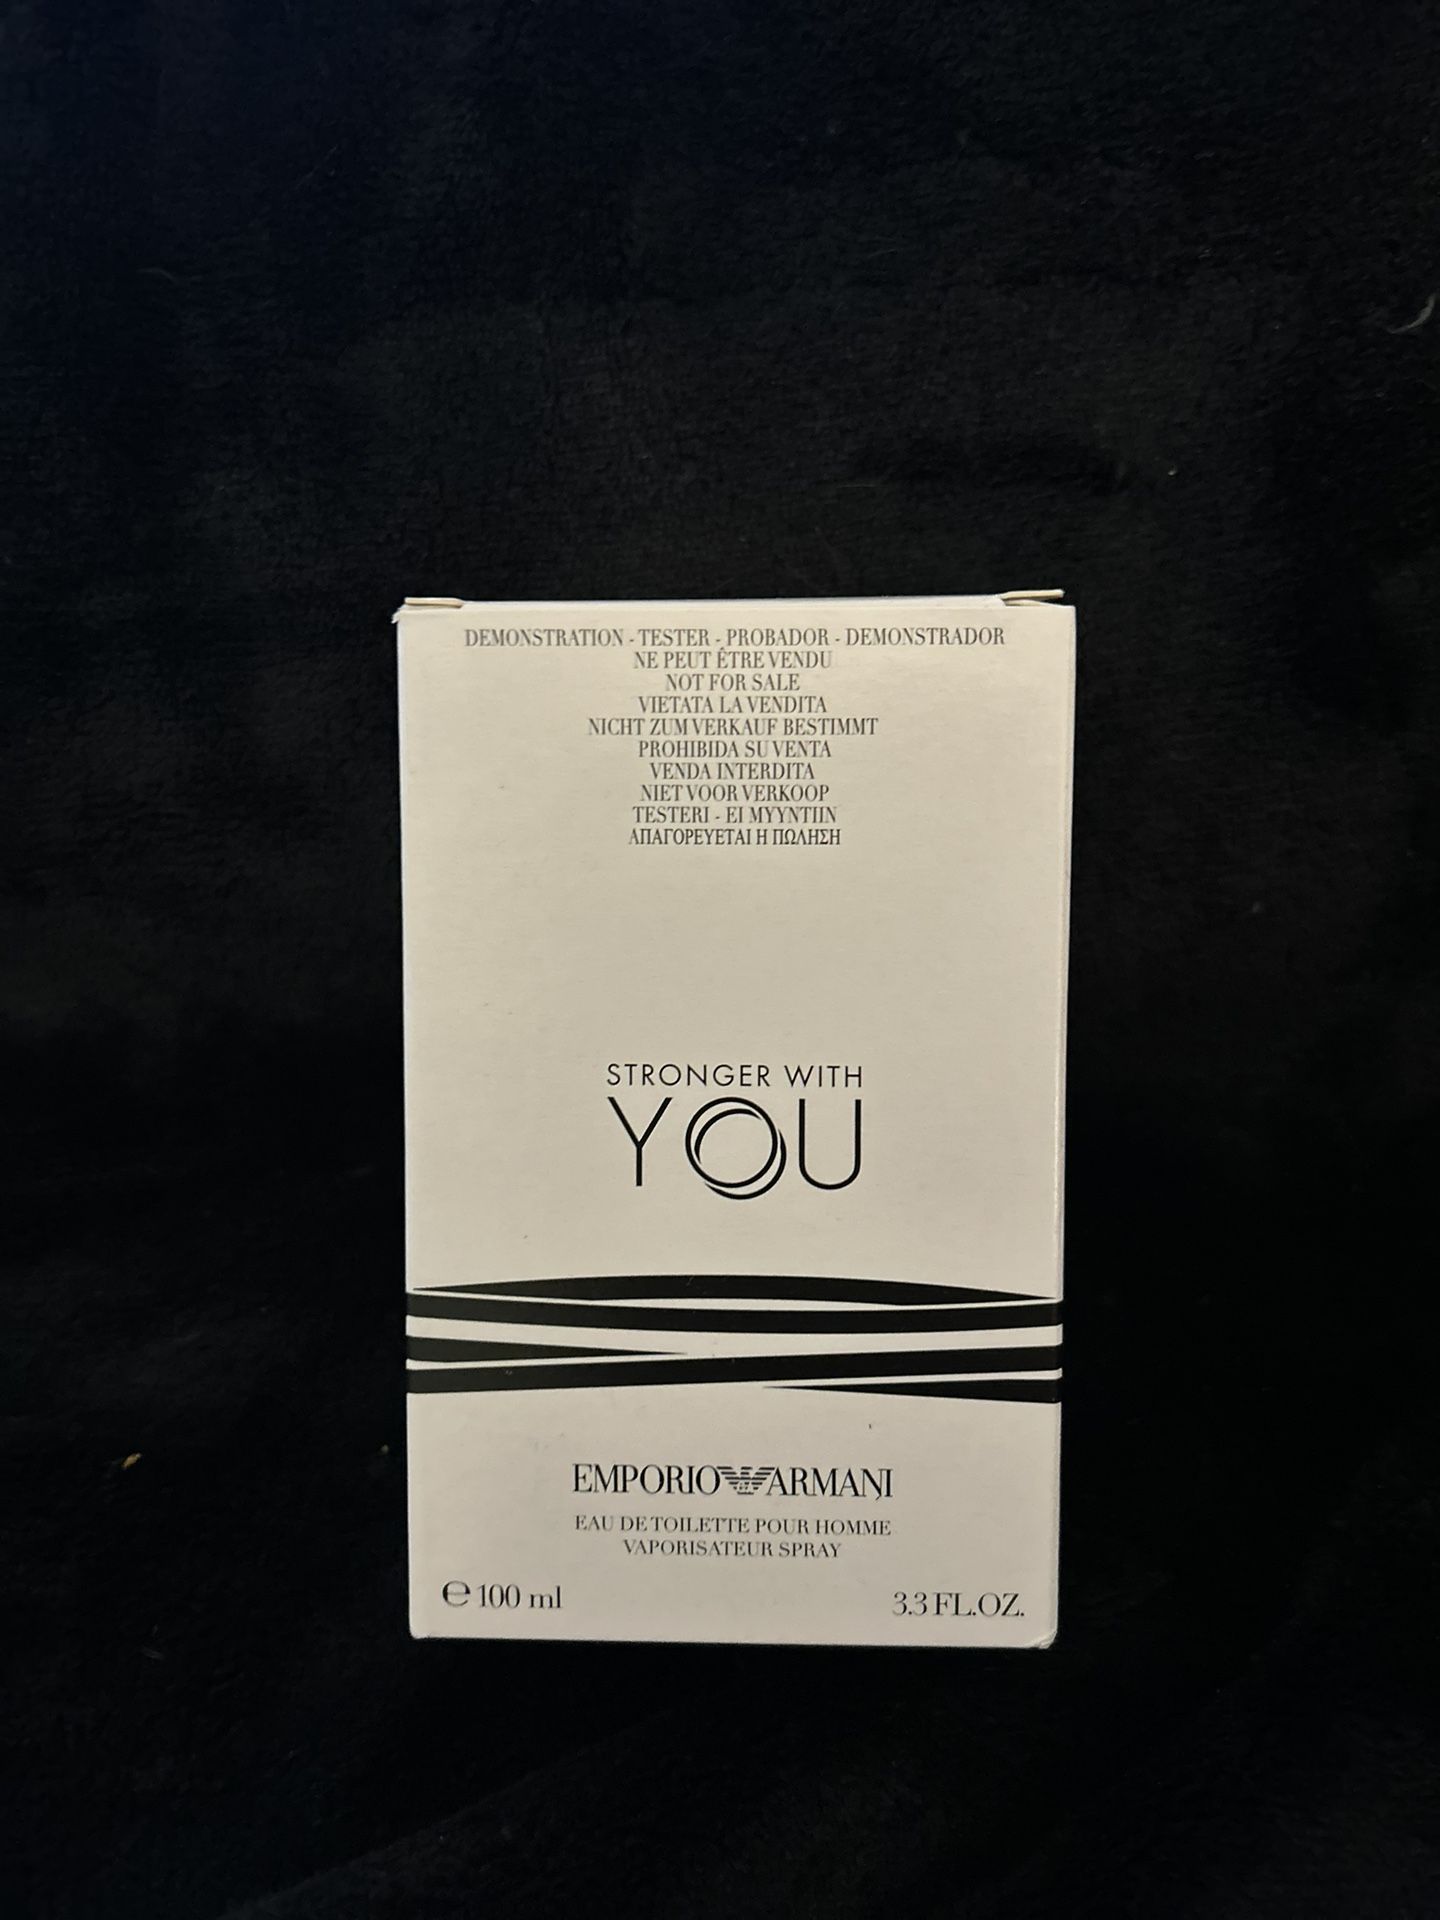 DEMONSTRATION - TESTER - PROBADOR - DEMONSTRADOR
NE PEUT ÊTRE VENDU
NOT FOR SALE
VIETATA LA VENDITA
NICHT ZUM VERKAUF BESTIMMT
PROHIBIDA SU VENTA
VENDA INTERDITA
NIET VOOR VERKOOP
TESTERI - EI MYYNTIIN
ΑΠΑΓΟΡΕΥΕΤΑΙ Η ΠΩΛΗΣΗ
STRONGER WITH
YOU
EMPORIO ARMANI
EAU DE TOILETTE POUR HOMME
VAPORISATEUR SPRAY
℮ 100 ml 3.3 FL.OZ.